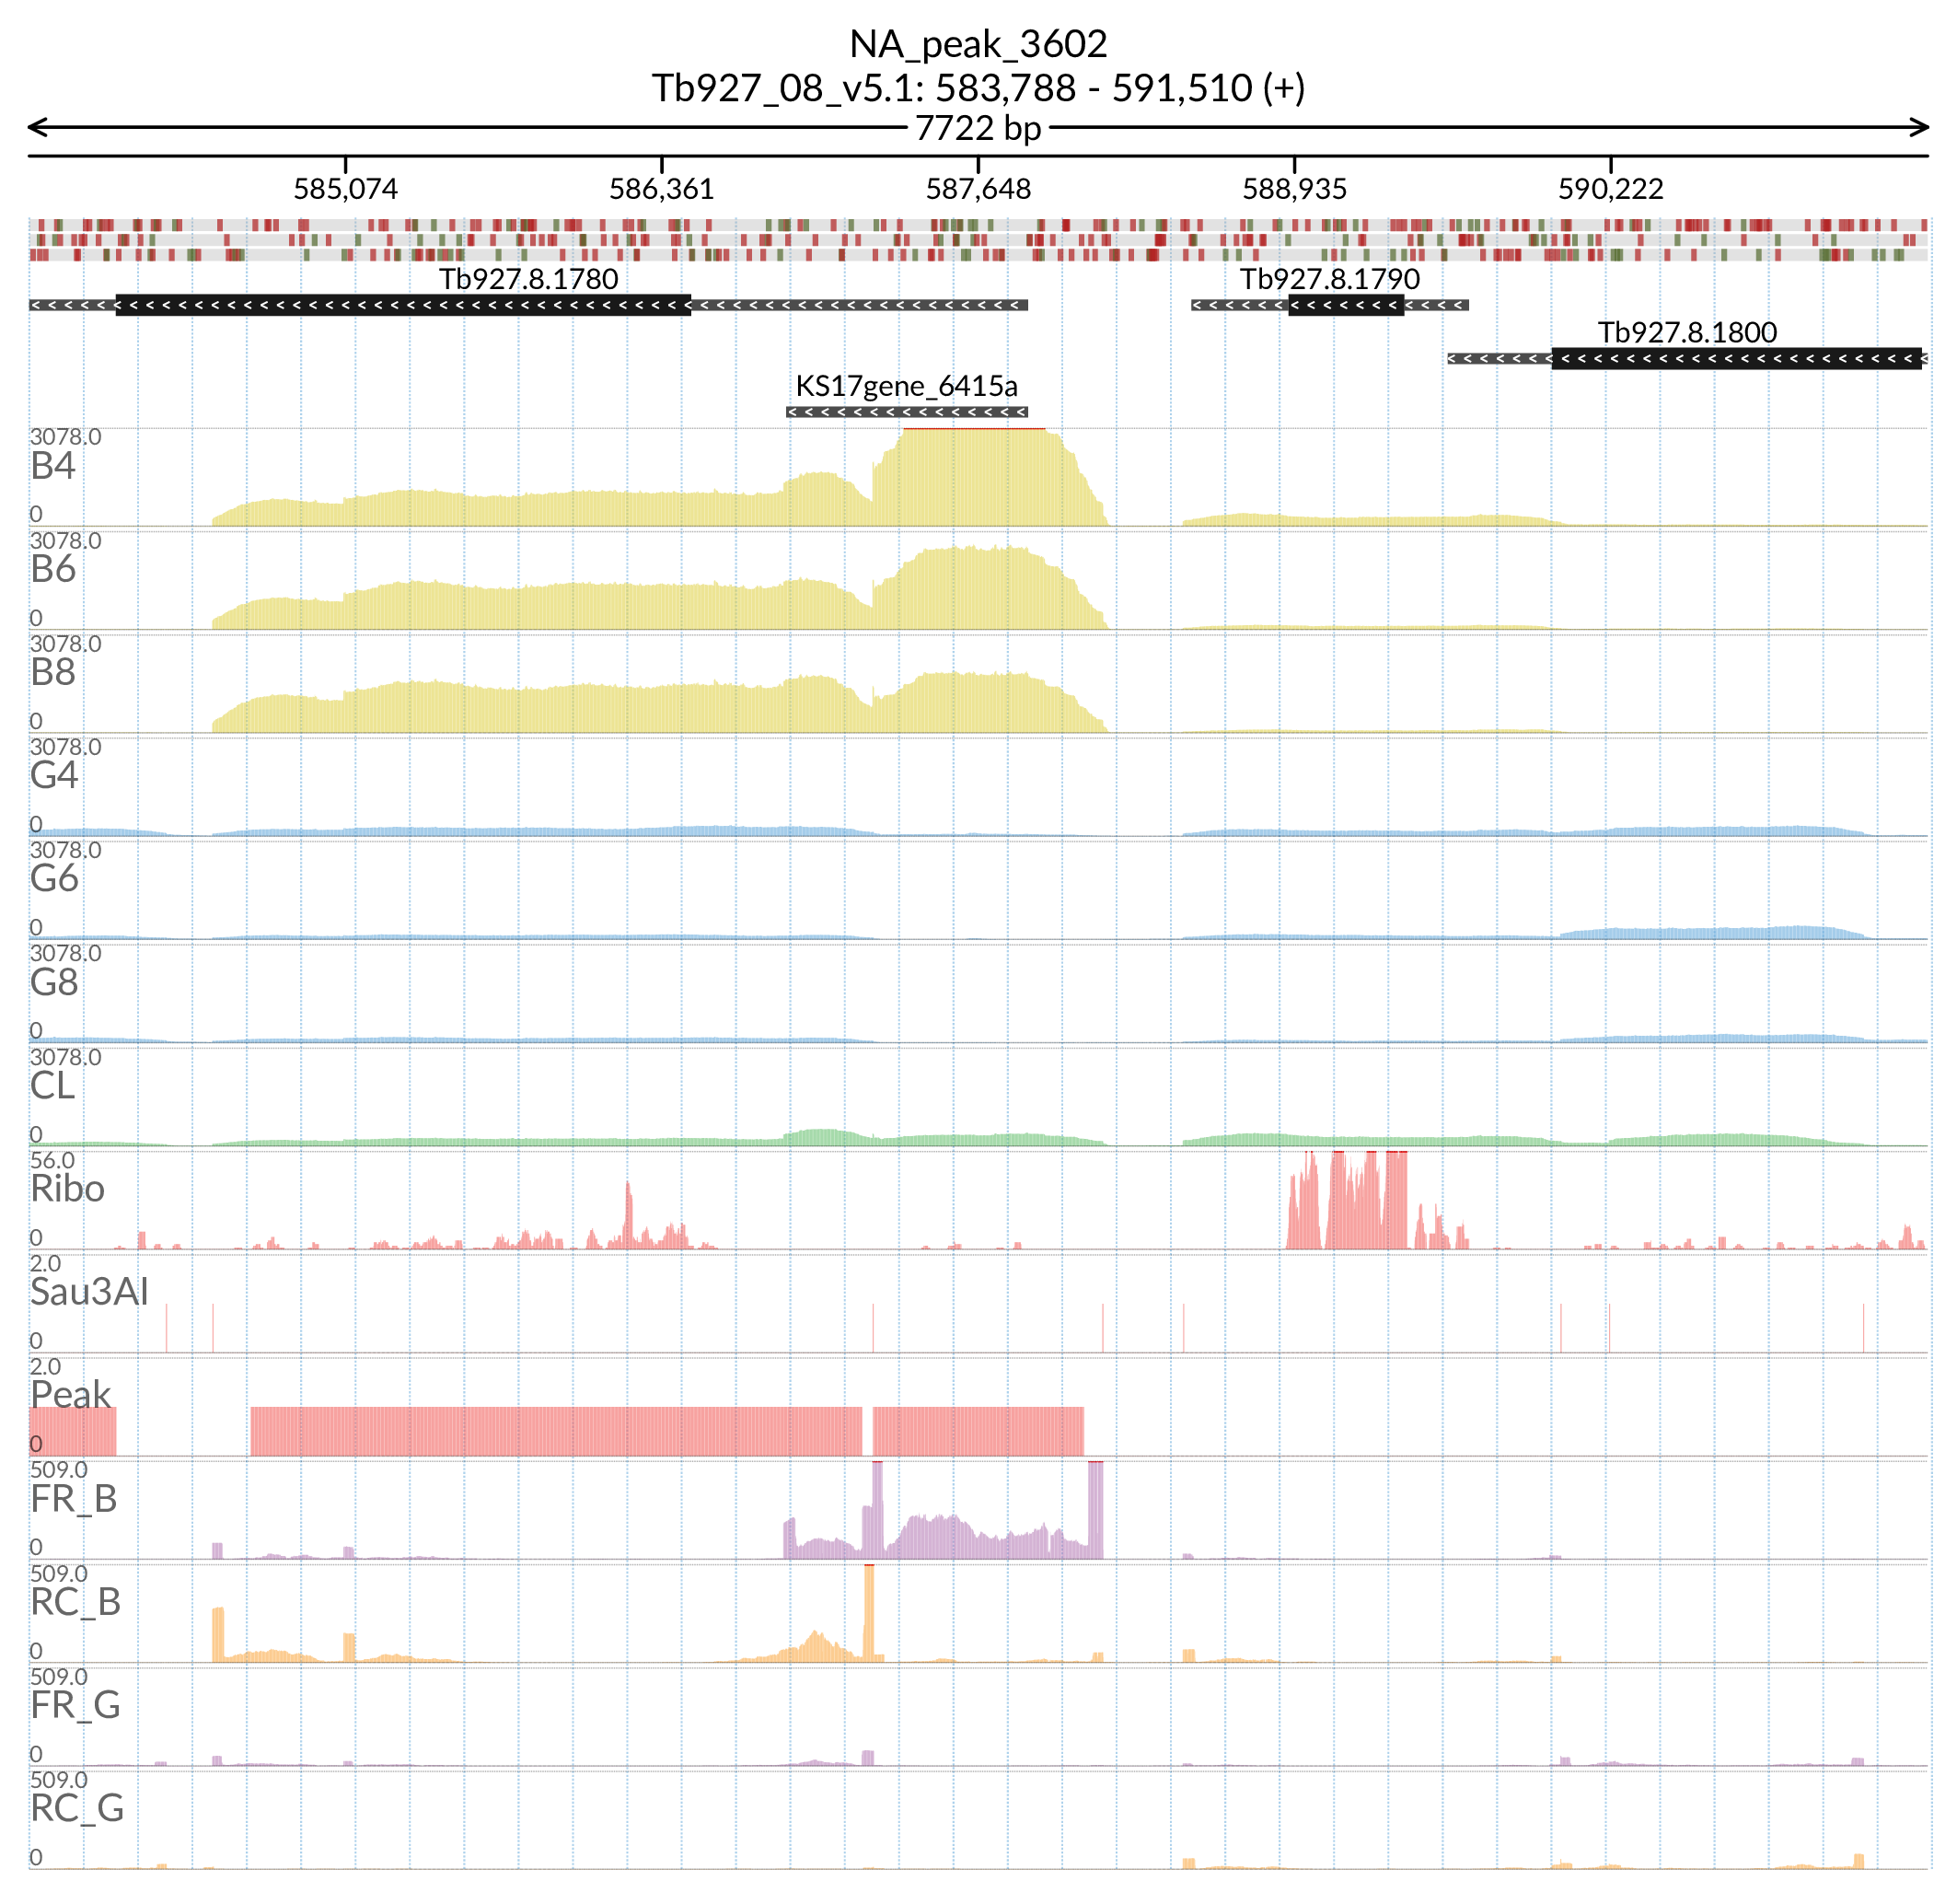 NA_peak_3602
Tb927_08_v5.1: 583,788 - 591,510 (+)
7722 bp
585,074 586,361 587,648 588,935 590,222
Tb927.8.1780 Tb927.8.1790
Tb927.8.1800
KS17gene_6415a
3078.0
B4
0
3078.0
B6
0
3078.0
B8
0
3078.0
G4
0
3078.0
G6
0
3078.0
G8
0
3078.0
CL
0
56.0
Ribo
0
2.0
Sau3AI
0
2.0
Peak
0
509.0
FR_B
0
509.0
RC_B
0
509.0
FR_G
0
509.0
RC_G
0